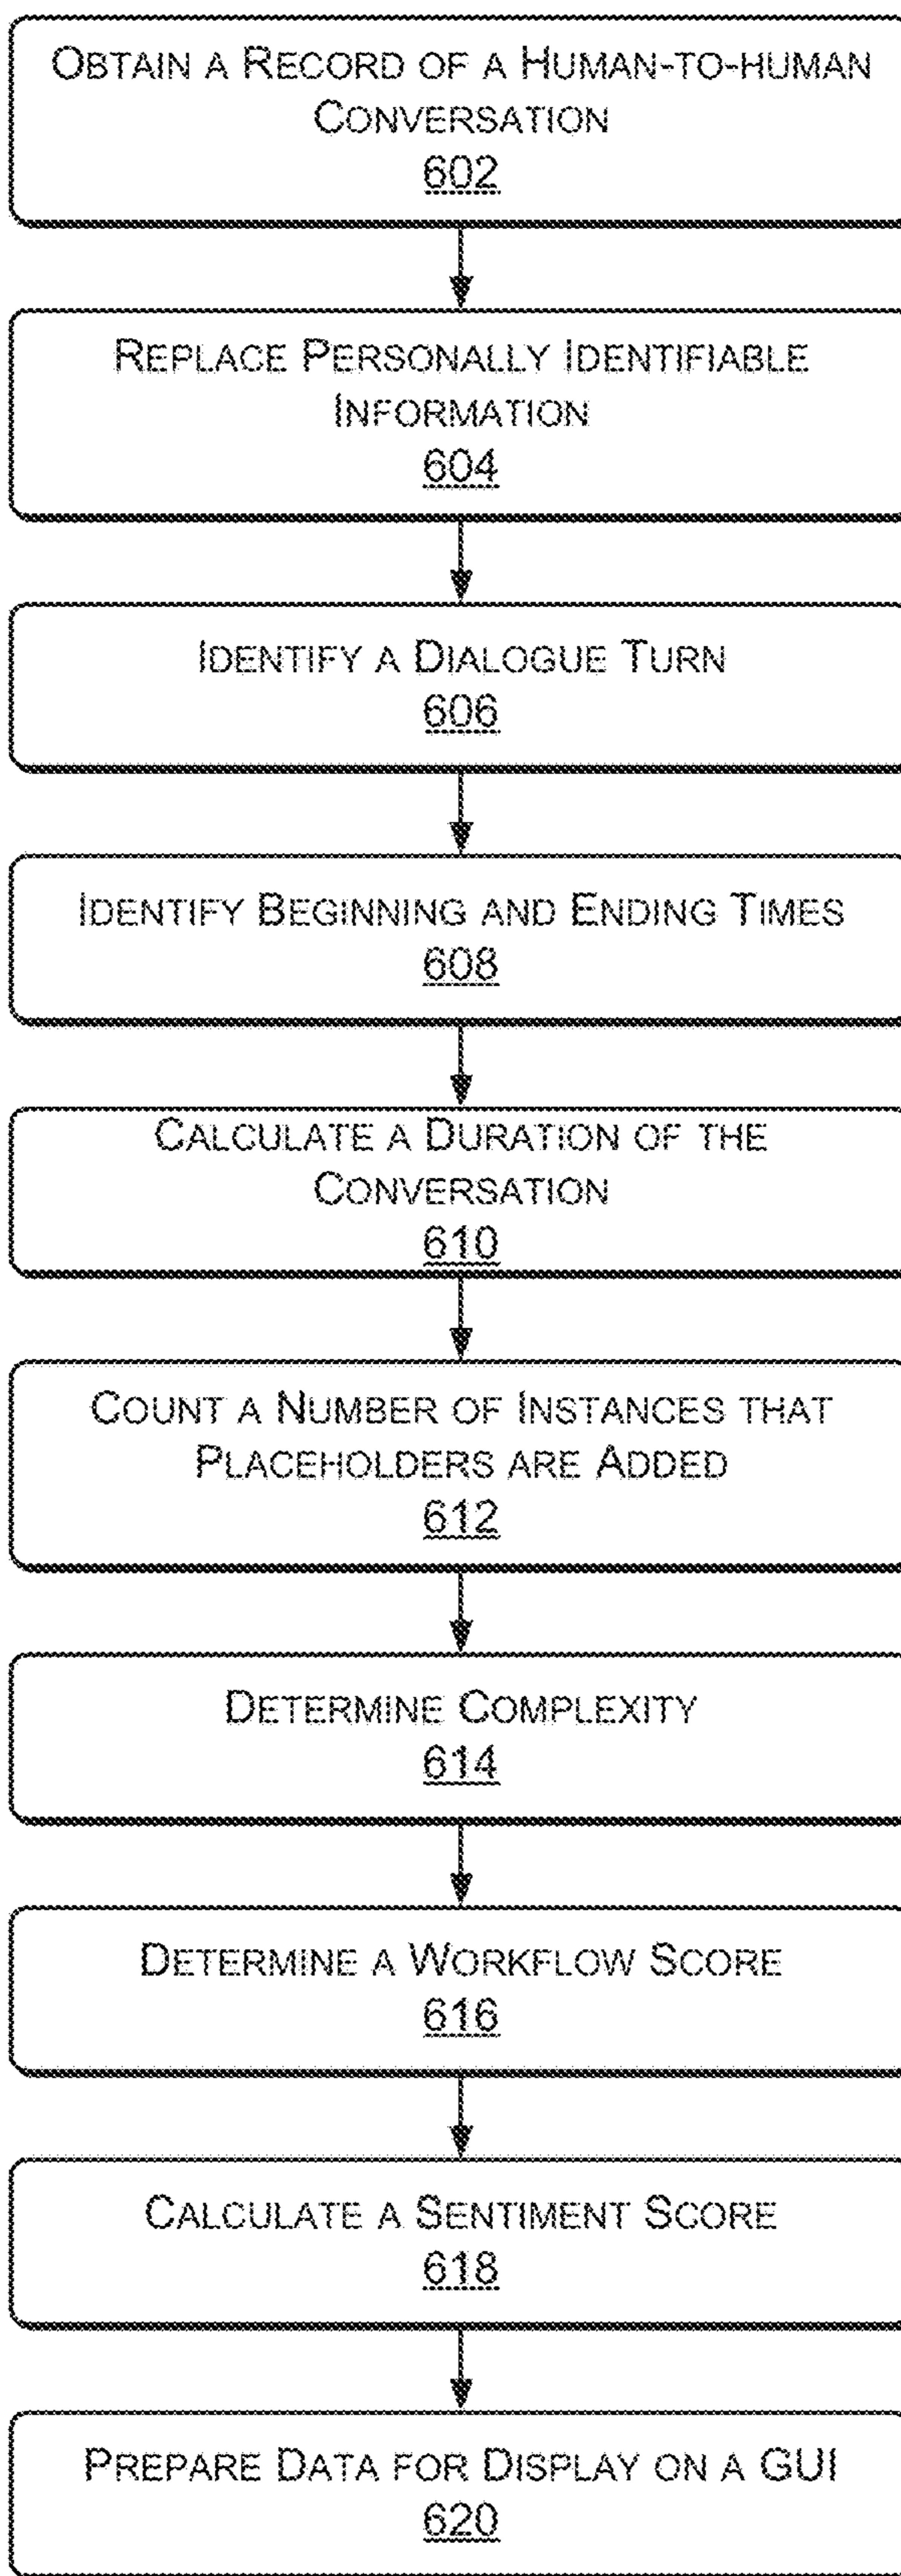 OBTAIN A RECORD OF A HUMAN-TO-HUMAN
CONVERSATION
602
REPLACE PERSONALLY IDENTIFIABLE
INFORMATION
604
IDENTIFY A DIALOGUE TURN
606
IDENTIFY BEGINNING AND ENDING TIMES
608
CALCULATE A DURATION OF THE
CONVERSATION
610
COUNT A NUMBER OF INSTANCES THAT
PLACEHOLDERS ARE ADDED
612
DETERMINE COMPLEXITY
614
DETERMINE A WORKFLOW SCORE
616
CALCULATE A SENTIMENT SCORE
618
PREPARE DATA FOR DISPLAY ON A GUI
620